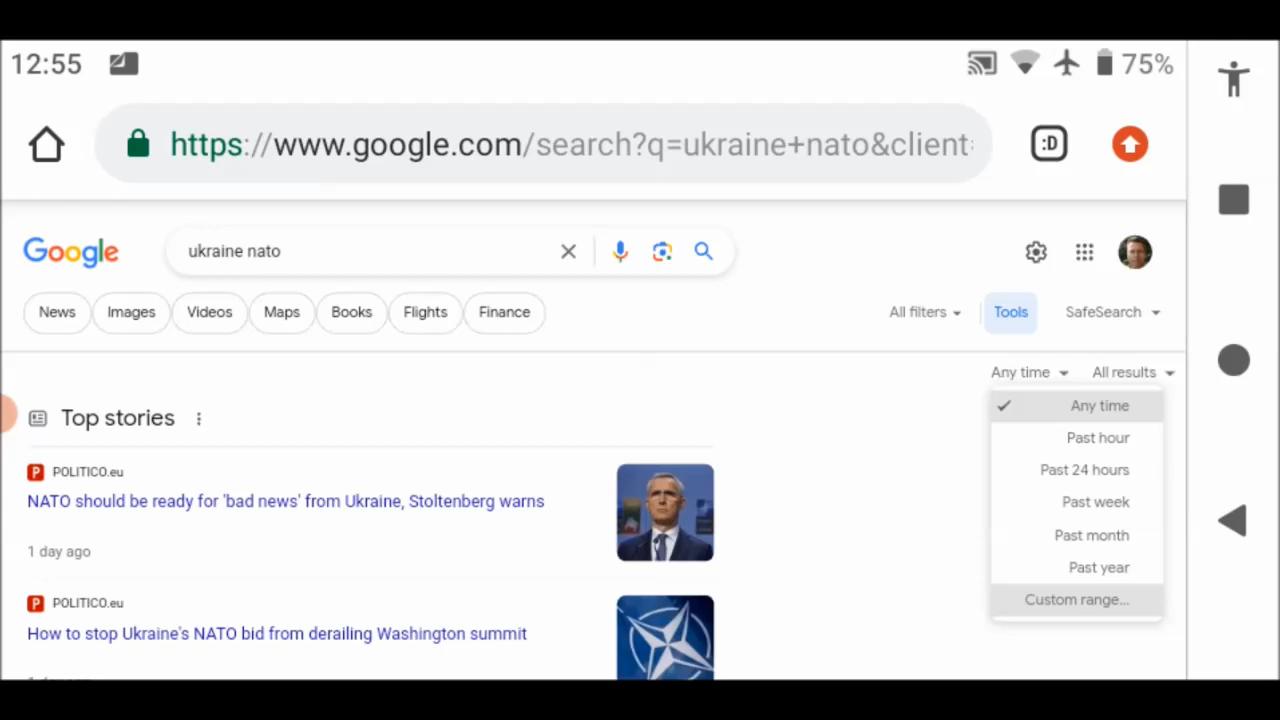 12:55
75%
https://www.google.com/search?q=ukraine+nato&client=
:D
Google
ukraine nato
News
Images
Videos
Maps
Books
Flights
Finance
All filters
Tools
SafeSearch
Any time
All results
Any time
Past hour
Past 24 hours
Past week
Past month
Past year
Custom range...
Top stories
P POLITICO.eu
NATO should be ready for 'bad news' from Ukraine, Stoltenberg warns
1 day ago
P POLITICO.eu
How to stop Ukraine's NATO bid from derailing Washington summit